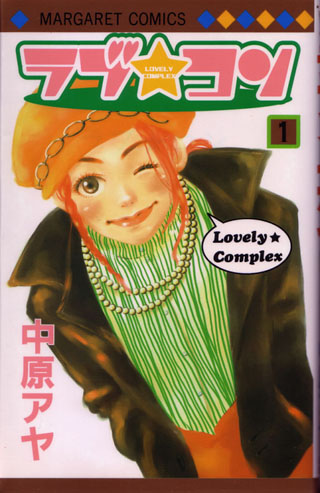 MARGARET COMICS
ラブ★コン
LOVELY
COMPLEX
1
Lovely★
Complex
中原アヤ